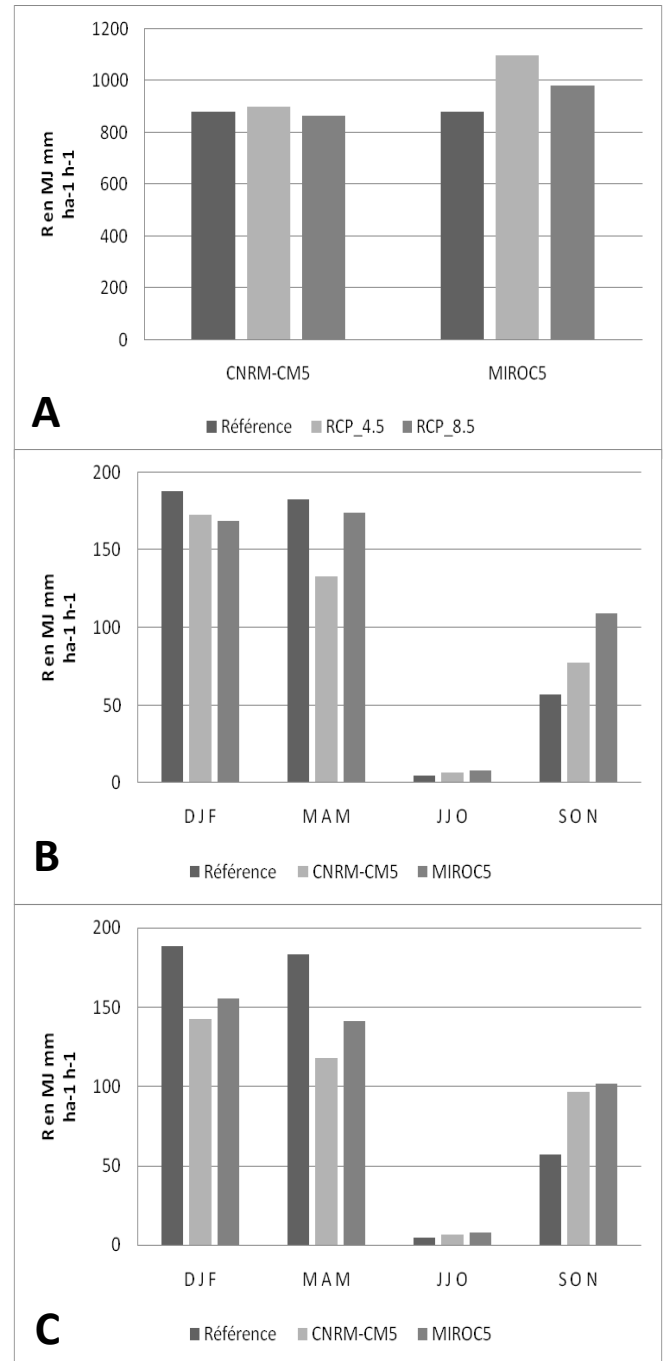 1200
1000
800
600
400
200
0
R en MJ mm
ha-1 h-1
CNRM-CM5 MIROC5
A
Référence RCP_4.5 RCP_8.5
200
150
100
50
0
R en MJ mm
ha-1 h-1
D J F M A M JJO S O N
B
Référence CNRM-CM5 MIROC5
200
150
100
50
0
R en MJ mm
ha-1 h-1
D J F M A M JJO S O N
C
Référence CNRM-CM5 MIROC5